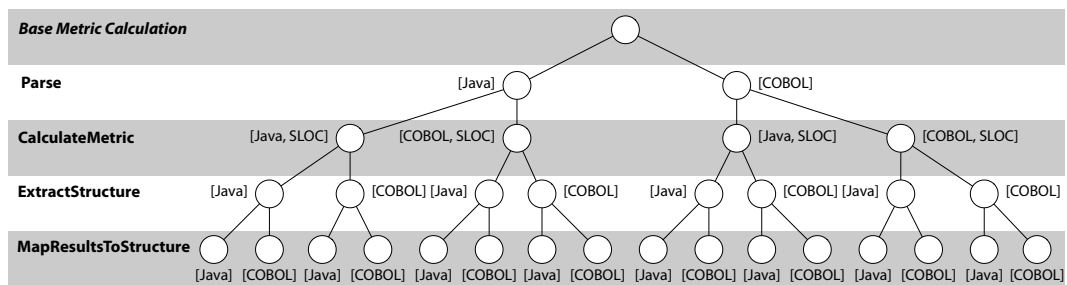 Base Metric Calculation
Parse [Java] [COBOL]
CalculateMetric [Java, SLOC] [COBOL, SLOC] [Java, SLOC] [COBOL, SLOC]
ExtractStructure [Java] [COBOL] [Java] [COBOL] [Java] [COBOL] [Java] [COBOL]
MapResultsToStructure
[Java] [COBOL] [Java] [COBOL] [Java] [COBOL] [Java] [COBOL] [Java] [COBOL] [Java] [COBOL] [Java] [COBOL] [Java] [COBOL]